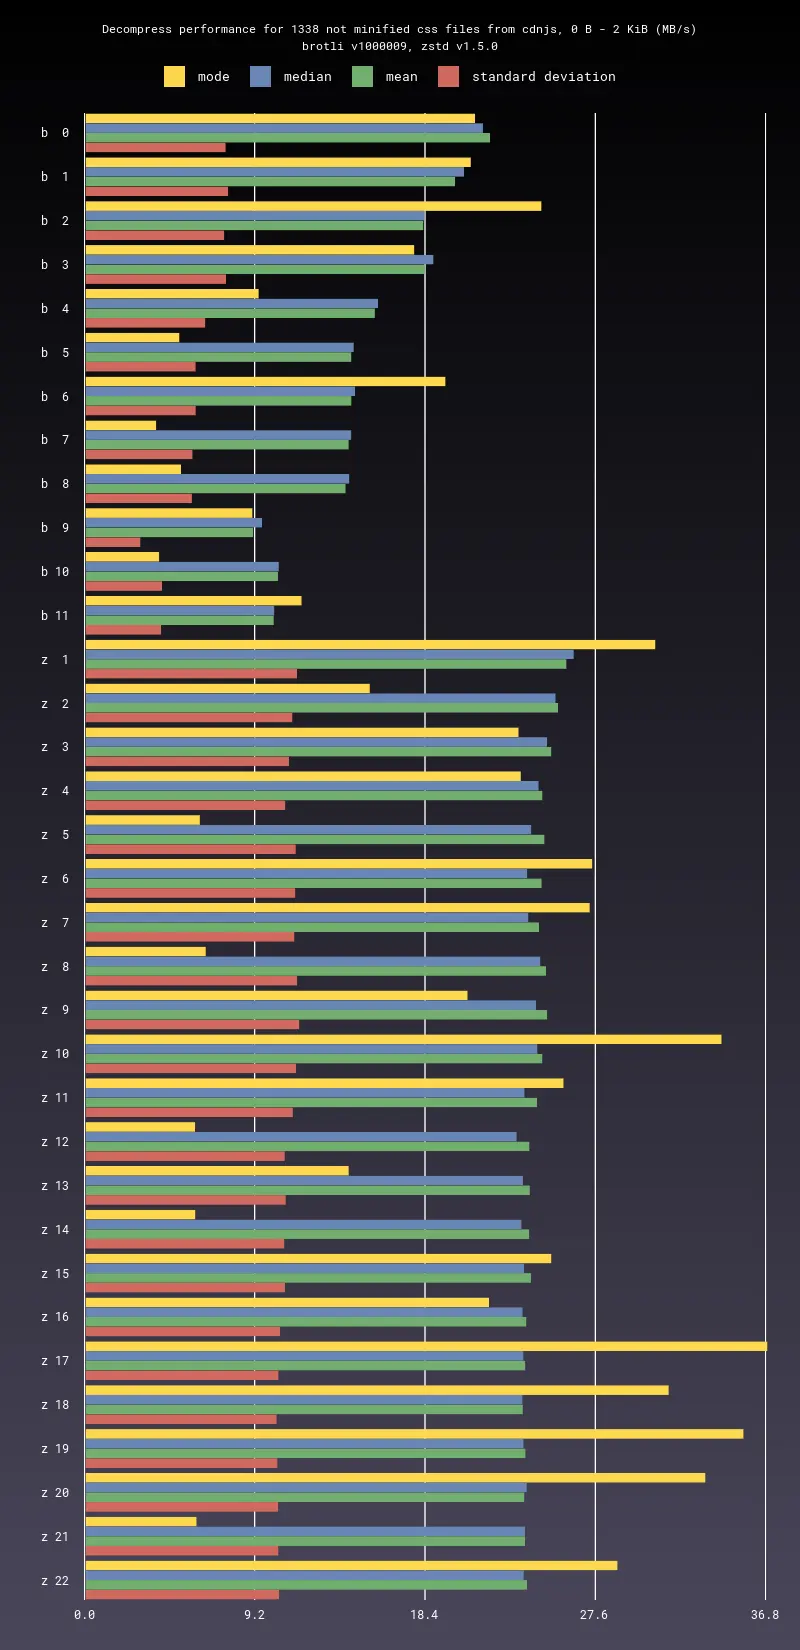 Decompress performance for 1338 not minified css files from cdnjs, 0 B - 2 KiB (MB/s)
brotli v1000009, zstd v1.5.0
mode median mean standard deviation
b 0
b 1
b 2
b 3
b 4
b 5
b 6
b 7
b 8
b 9
b 10
b 11
z 1
z 2
z 3
z 4
z 5
z 6
z 7
z 8
z 9
z 10
z 11
z 12
z 13
z 14
z 15
z 16
z 17
z 18
z 19
z 20
z 21
z 22
0.0 9.2 18.4 27.6 36.8